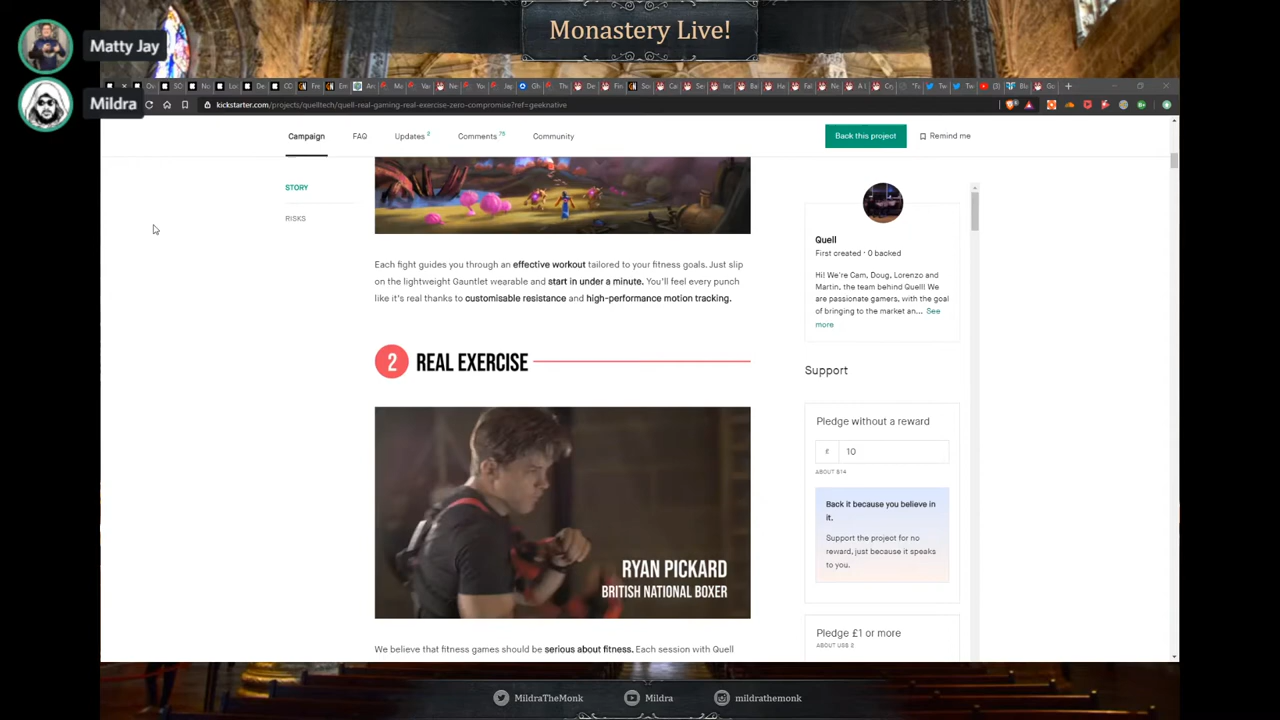 Monastery Live!
Matty Jay
Mildra
kickstarter.com/projects/quelltech/quell-real-gaming-real-exercise-zero-compromise?ref=geeknative
Campaign FAQ Updates 2 Comments 75 Community Back this project Remind me
STORY
RISKS
Each fight guides you through an effective workout tailored to your fitness goals. Just slip
on the lightweight Gauntlet wearable and start in under a minute. You'll feel every punch
like it's real thanks to customisable resistance and high-performance motion tracking.
2 REAL EXERCISE
RYAN PICKARD
BRITISH NATIONAL BOXER
We believe that fitness games should be serious about fitness. Each session with Quell
Quell
First created · 0 backed
Hi! We're Cam, Doug, Lorenzo and
Martin, the team behind Quell! We
are passionate gamers, with the goal
of bringing to the market an... See
more
Support
Pledge without a reward
£ 10
ABOUT $14
Back it because you believe in
it.
Support the project for no
reward, just because it speaks
to you.
Pledge £1 or more
ABOUT US$ 2
MildraTheMonk Mildra mildrathemonk